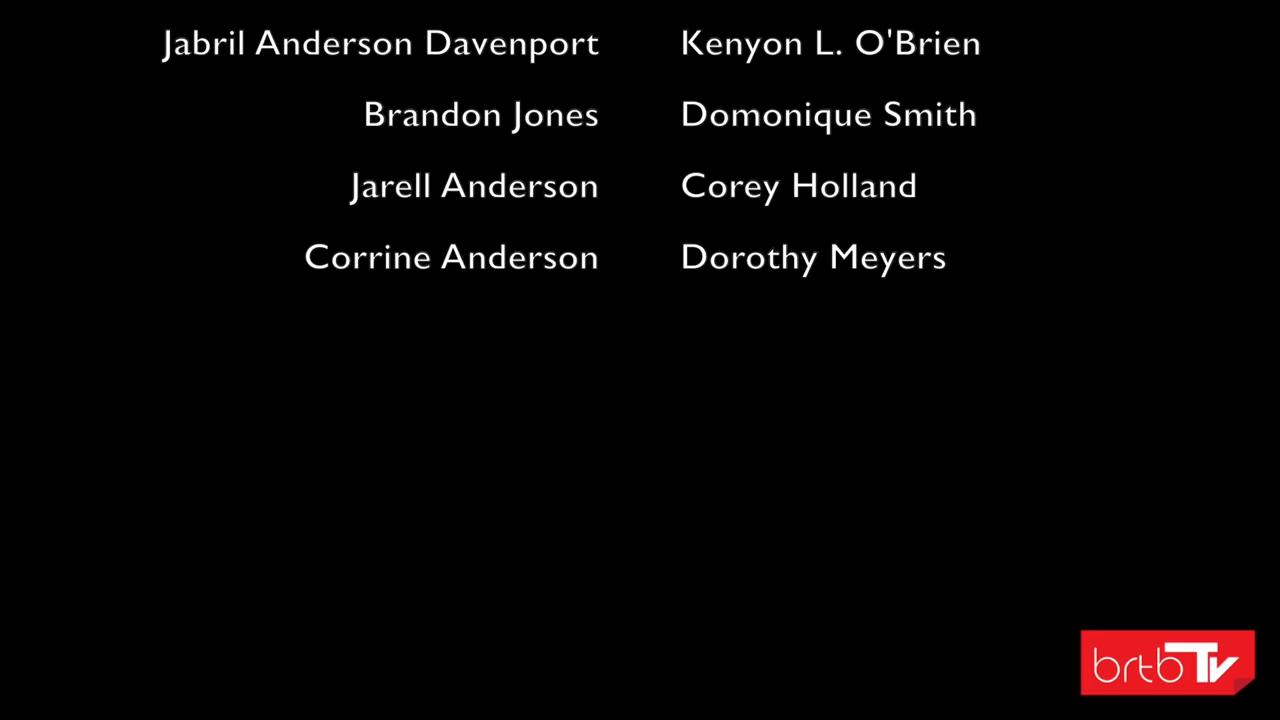 Jabril Anderson Davenport Kenyon L. O'Brien
Brandon Jones Domonique Smith
Jarell Anderson Corey Holland
Corrine Anderson Dorothy Meyers
brtbTv